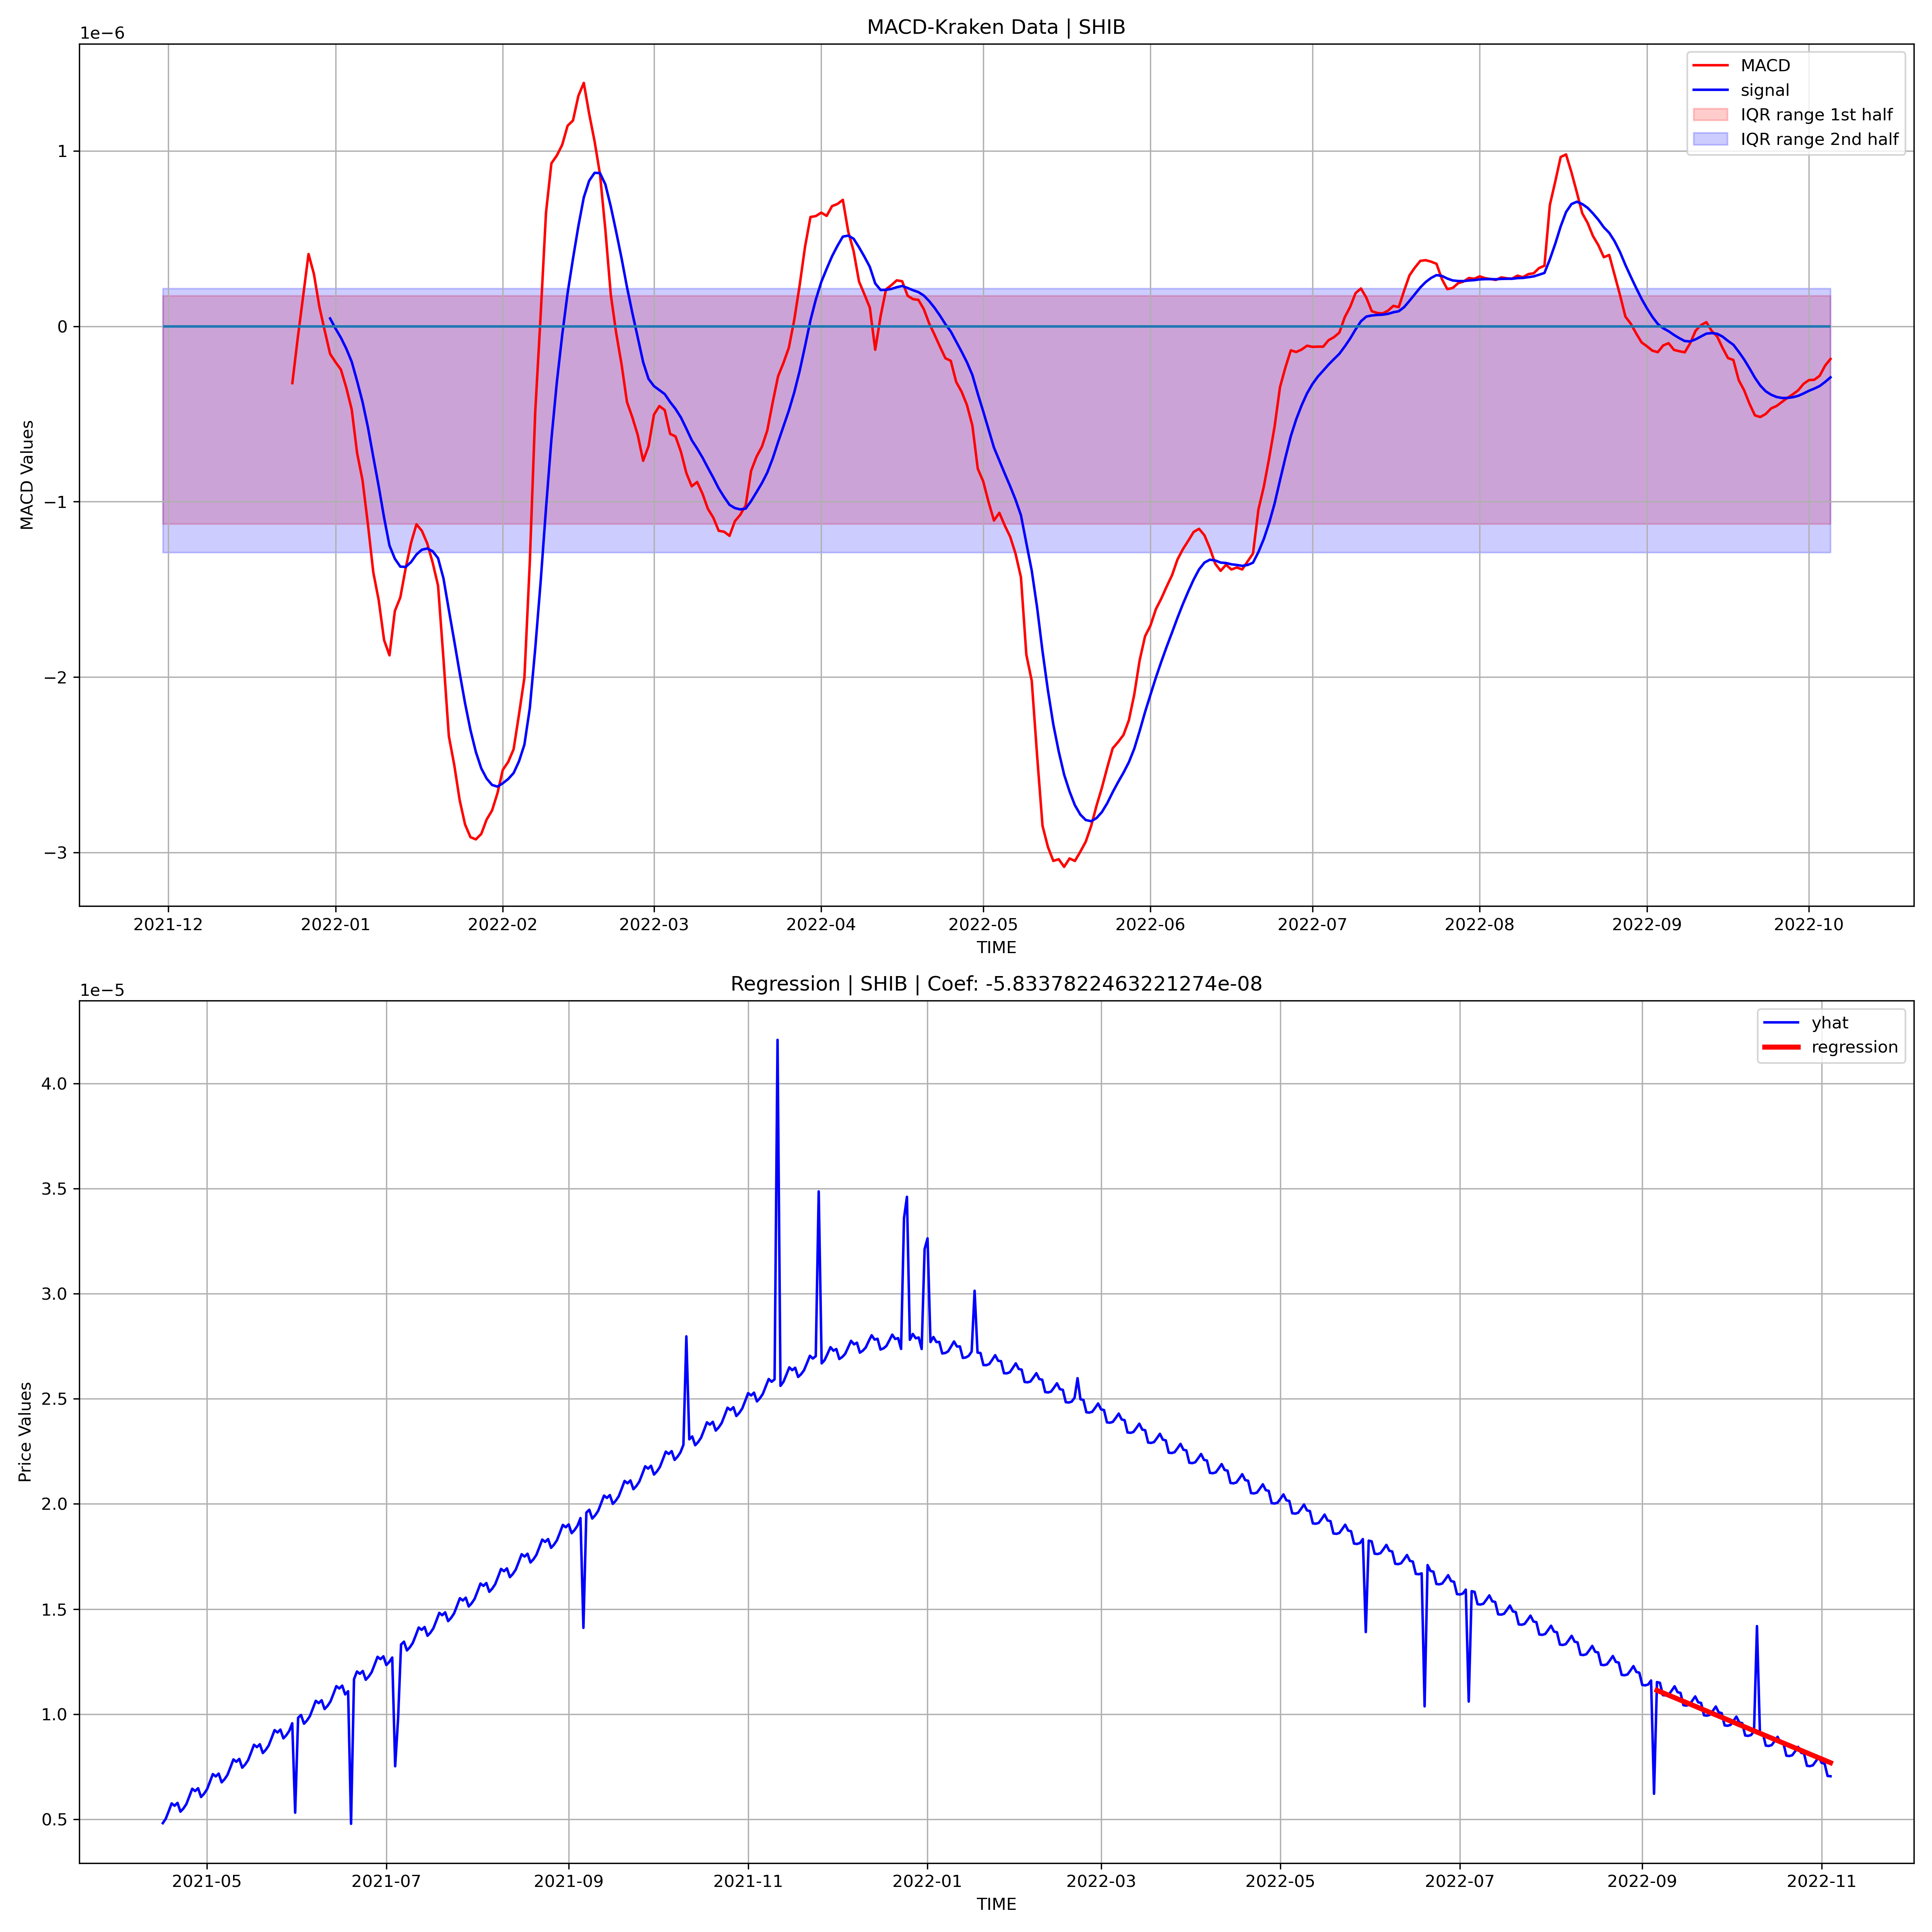 MACD-Kraken Data | SHIB
1e−6
MACD
signal
IQR range 1st half
IQR range 2nd half
1
0
−1
−2
−3
MACD Values
2021-12 2022-01 2022-02 2022-03 2022-04 2022-05 2022-06 2022-07 2022-08 2022-09 2022-10
TIME
Regression | SHIB | Coef: -5.8337822463221274e-08
1e−5
yhat
regression
4.0
3.5
3.0
2.5
2.0
1.5
1.0
0.5
Price Values
2021-05 2021-07 2021-09 2021-11 2022-01 2022-03 2022-05 2022-07 2022-09 2022-11
TIME